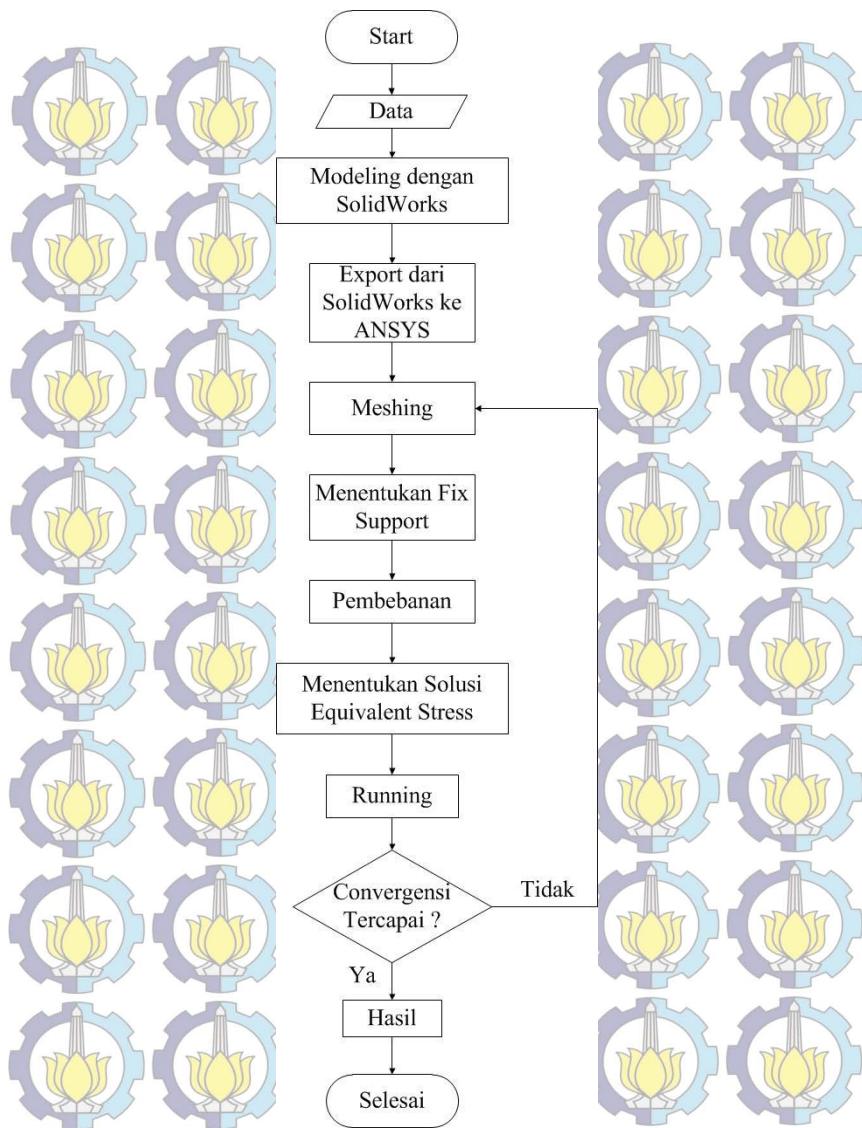 Start
Data
Modeling dengan
SolidWorks
Export dari
SolidWorks ke
ANSYS
Meshing
Menentukan Fix
Support
Pembebanan
Menentukan Solusi
Equivalent Stress
Running
Convergensi
Tercapai ?
Tidak
Ya
Hasil
Selesai